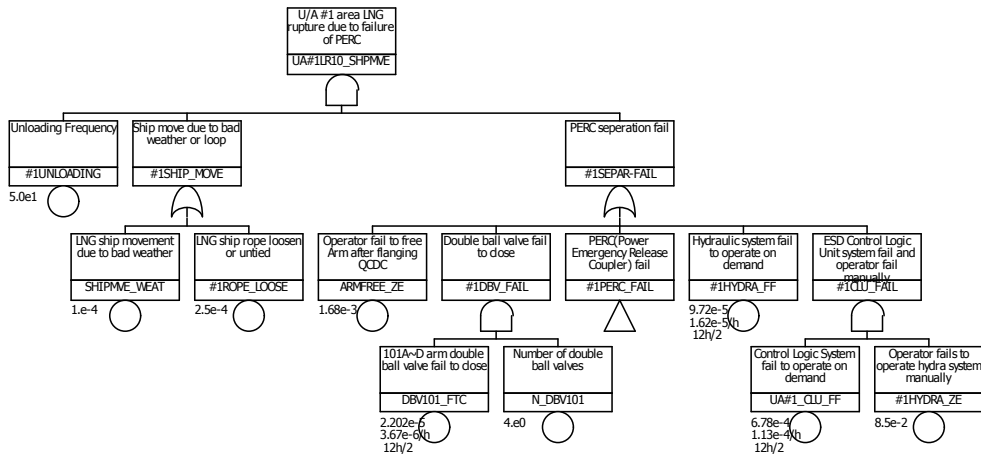 U/A #1 area LNG
rupture due to failure
of PERC
UA#1LR10_SHPMVE
Unloading Frequency
#1UNLOADING
5.0e1
Ship move due to bad
weather or loop
#1SHIP_MOVE
PERC seperation fail
#1SEPAR-FAIL
LNG ship movement
due to bad weather
SHIPMVE_WEAT
1.e-4
LNG ship rope loosen
or untied
#1ROPE_LOOSE
2.5e-4
Operator fail to free
Arm after flanging
QCDC
ARMFREE_ZE
1.68e-3
Double ball valve fail
to close
#1DBV_FAIL
PERC(Power
Emergency Release
Coupler) fail
#1PERC_FAIL
Hydraulic system fail
to operate on
demand
#1HYDRA_FF
9.72e-5
1.62e-5/h
12h/2
ESD Control Logic
Unit system fail and
operator fail
manually
#1CLU_FAIL
101A~D arm double
ball valve fail to close
DBV101_FTC
2.202e-5
3.67e-6/h
12h/2
Number of double
ball valves
N_DBV101
4.e0
Control Logic System
fail to operate on
demand
UA#1_CLU_FF
6.78e-4
1.13e-4/h
12h/2
Operator fails to
operate hydra system
manually
#1HYDRA_ZE
8.5e-2